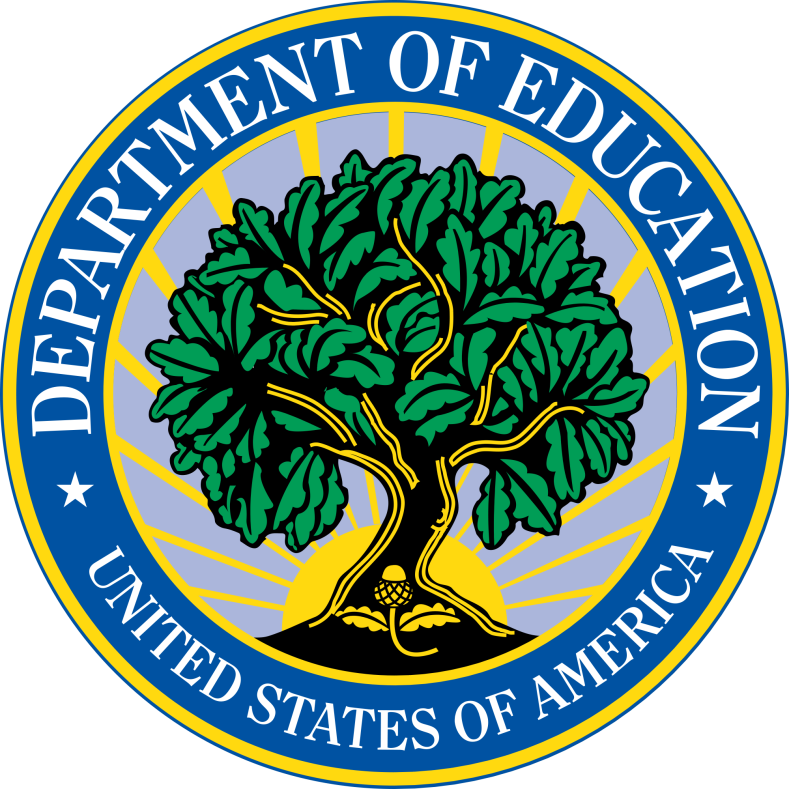 DEPARTMENT OF EDUCATION
UNITED STATES OF AMERICA